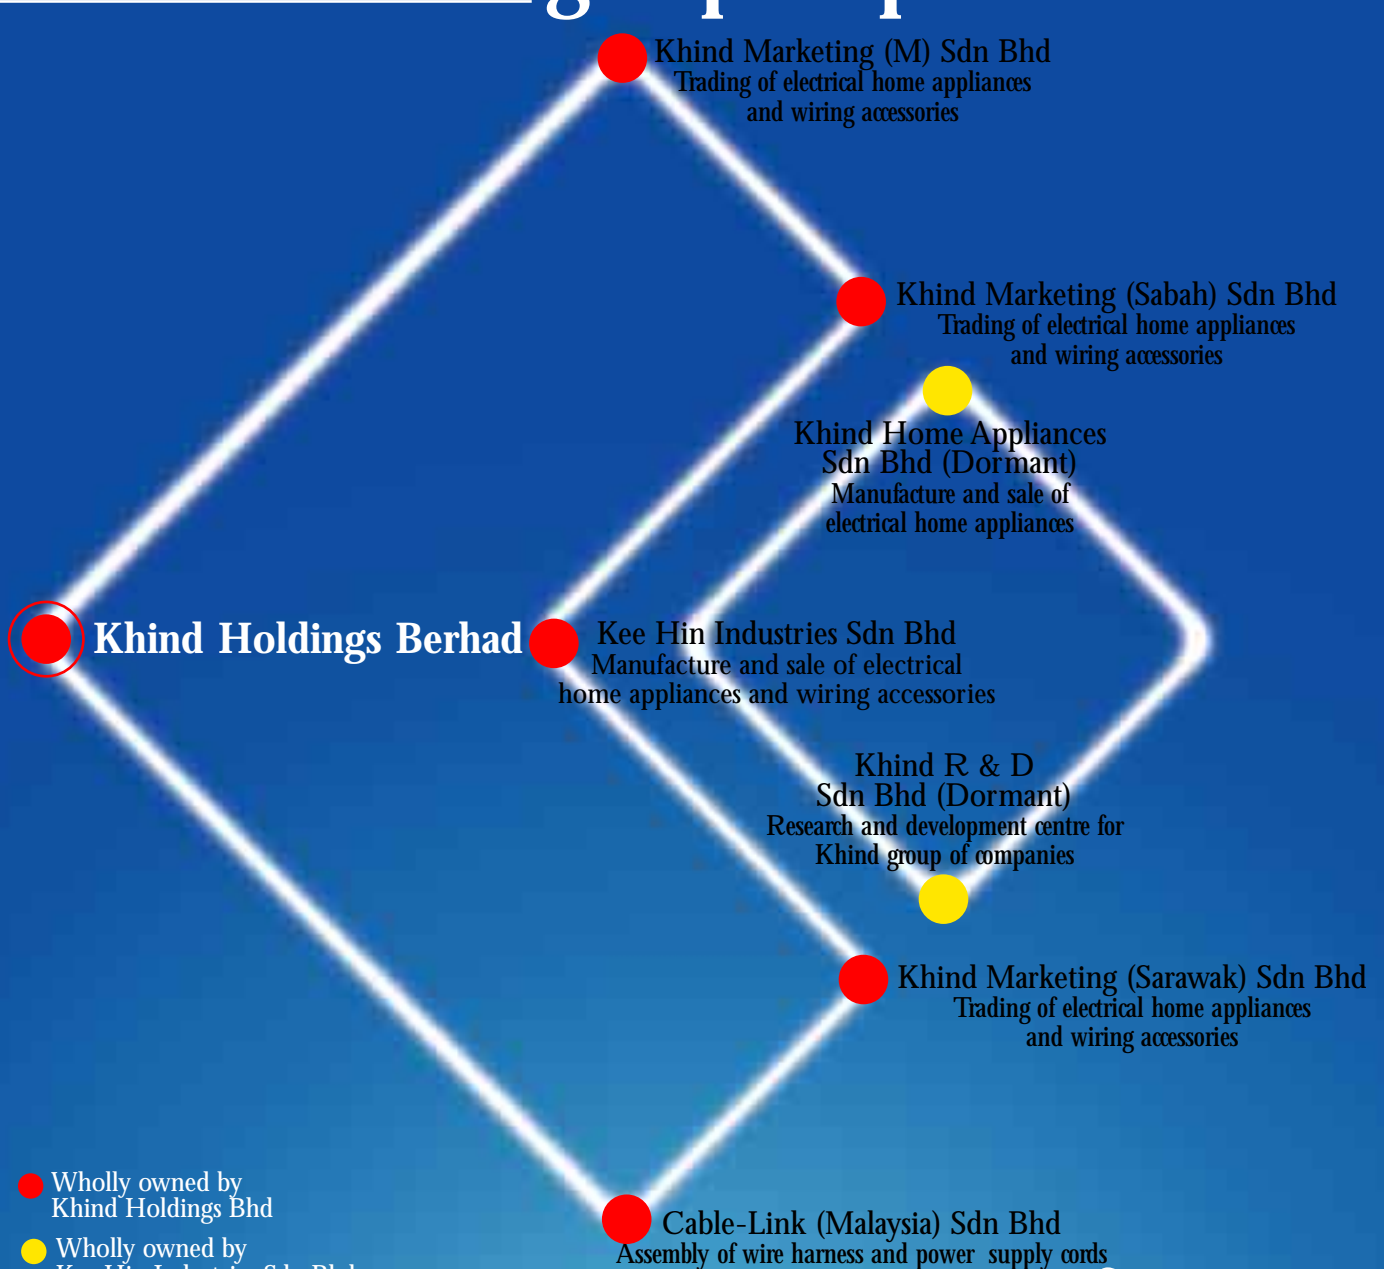 Khind Marketing (M) Sdn Bhd
Trading of electrical home appliances
and wiring accessories
Khind Marketing (Sabah) Sdn Bhd
Trading of electrical home appliances
and wiring accessories
Khind Home Appliances
Sdn Bhd (Dormant)
Manufacture and sale of
electrical home appliances
Khind Holdings Berhad
Kee Hin Industries Sdn Bhd
Manufacture and sale of electrical
home appliances and wiring accessories
Khind R & D
Sdn Bhd (Dormant)
Research and development centre for
Khind group of companies
Khind Marketing (Sarawak) Sdn Bhd
Trading of electrical home appliances
and wiring accessories
Cable-Link (Malaysia) Sdn Bhd
Assembly of wire harness and power supply cords
Wholly owned by
Khind Holdings Bhd
Wholly owned by
Kee Hin Industries Sdn Bhd